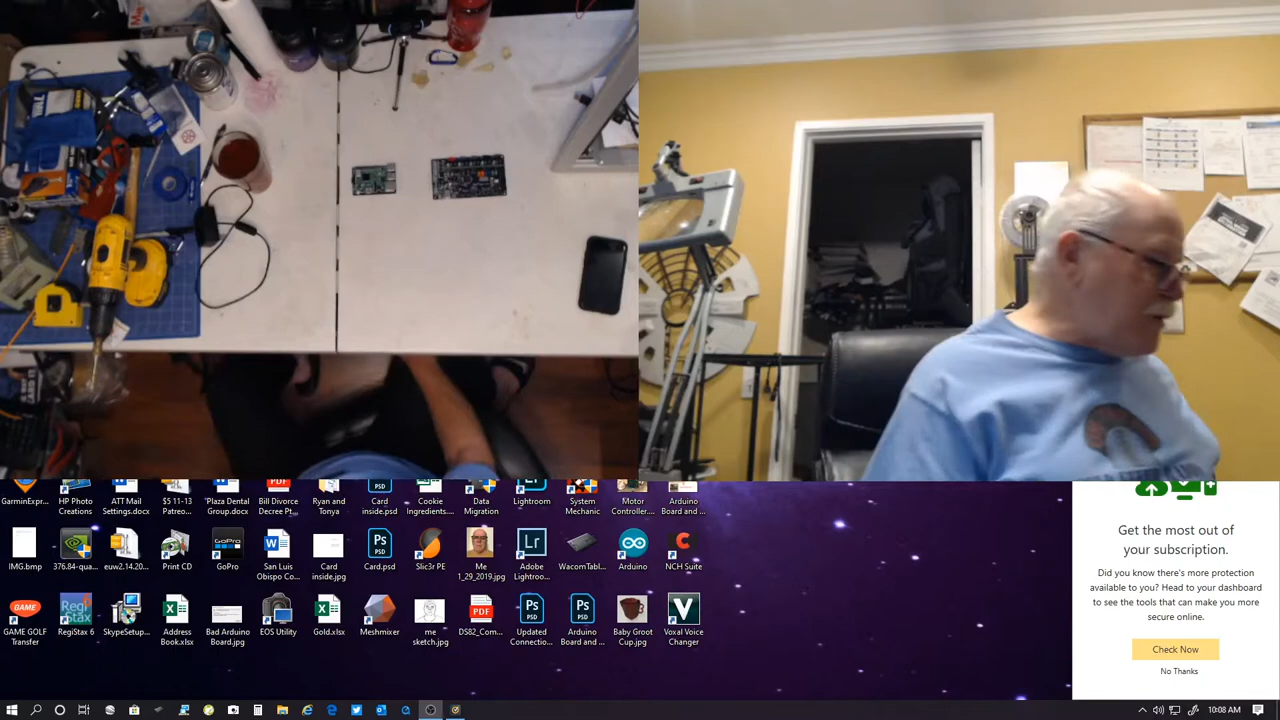 GarminExpr...
HP Photo
Creations
ATT Mail
Settings.docx
$5 11-13
Patreo...
"Plaza Dental
Group.docx
Bill Divorce
Decree Pt...
Ryan and
Tonya
Card
inside.psd
Cookie
Ingredients....
Data
Migration
Lightroom
System
Mechanic
Motor
Controller....
Arduino
Board and ...
IMG.bmp
376.84-qua...
euw2.14.20...
Print CD
GoPro
San Luis
Obispo Co...
Card
inside.jpg
Card.psd
Slic3r PE
Me
1_29_2019.jpg
Adobe
Lightroo...
WacomTabl...
Arduino
NCH Suite
GAME GOLF
Transfer
RegiStax 6
SkypeSetup...
Address
Book.xlsx
Bad Arduino
Board.jpg
EOS Utility
Gold.xlsx
Meshmixer
me
sketch.jpg
DS82_Com...
Updated
Connectio...
Arduino
Board and ...
Baby Groot
Cup.jpg
Voxal Voice
Changer
Get the most out of
your subscription.
Did you know there's more protection
available to you? Head to your dashboard
to see the tools that can make you more
secure online.
Check Now
No Thanks
10:08 AM